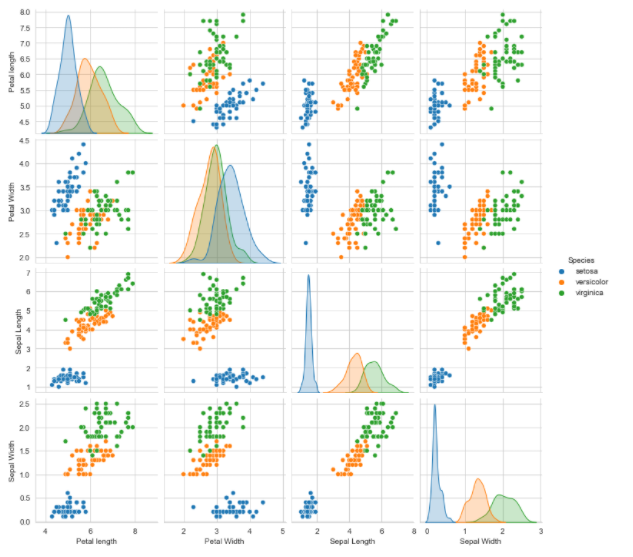 8.0
7.5
7.0
6.5
6.0
5.5
5.0
4.5
Petal length
4.5
4.0
3.5
3.0
2.5
2.0
Petal Width
7
6
5
4
3
2
1
Sepal Length
2.5
2.0
1.5
1.0
0.5
0.0
Sepal Width
4 6 8
Petal length
2 3 4 5
Petal Width
2 4 6 8
Sepal Length
0 1 2 3
Sepal Width
Species
setosa
versicolor
virginica